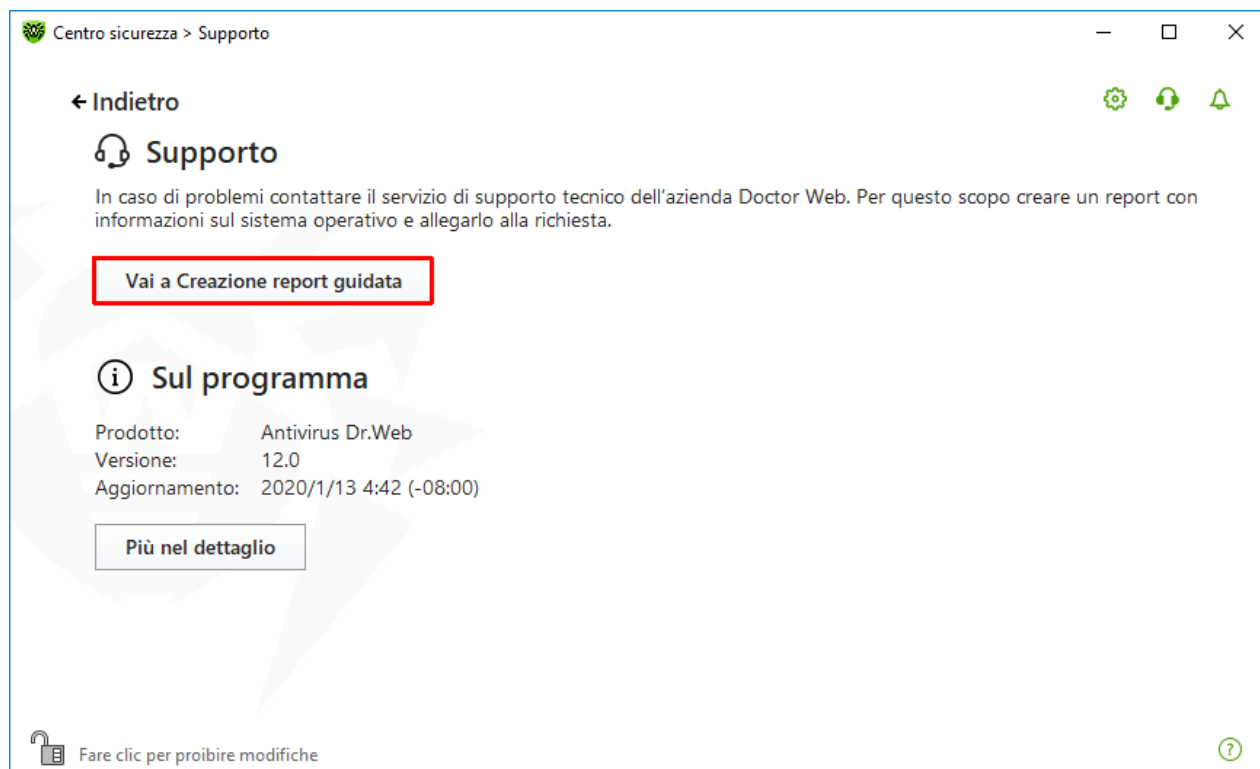 Centro sicurezza > Supporto
Indietro
Supporto
In caso di problemi contattare il servizio di supporto tecnico dell'azienda Doctor Web. Per questo scopo creare un report con
informazioni sul sistema operativo e allegarlo alla richiesta.
Vai a Creazione report guidata
Sul programma
Prodotto: Antivirus Dr.Web
Versione: 12.0
Aggiornamento: 2020/1/13 4:42 (-08:00)
Più nel dettaglio
Fare clic per proibire modifiche